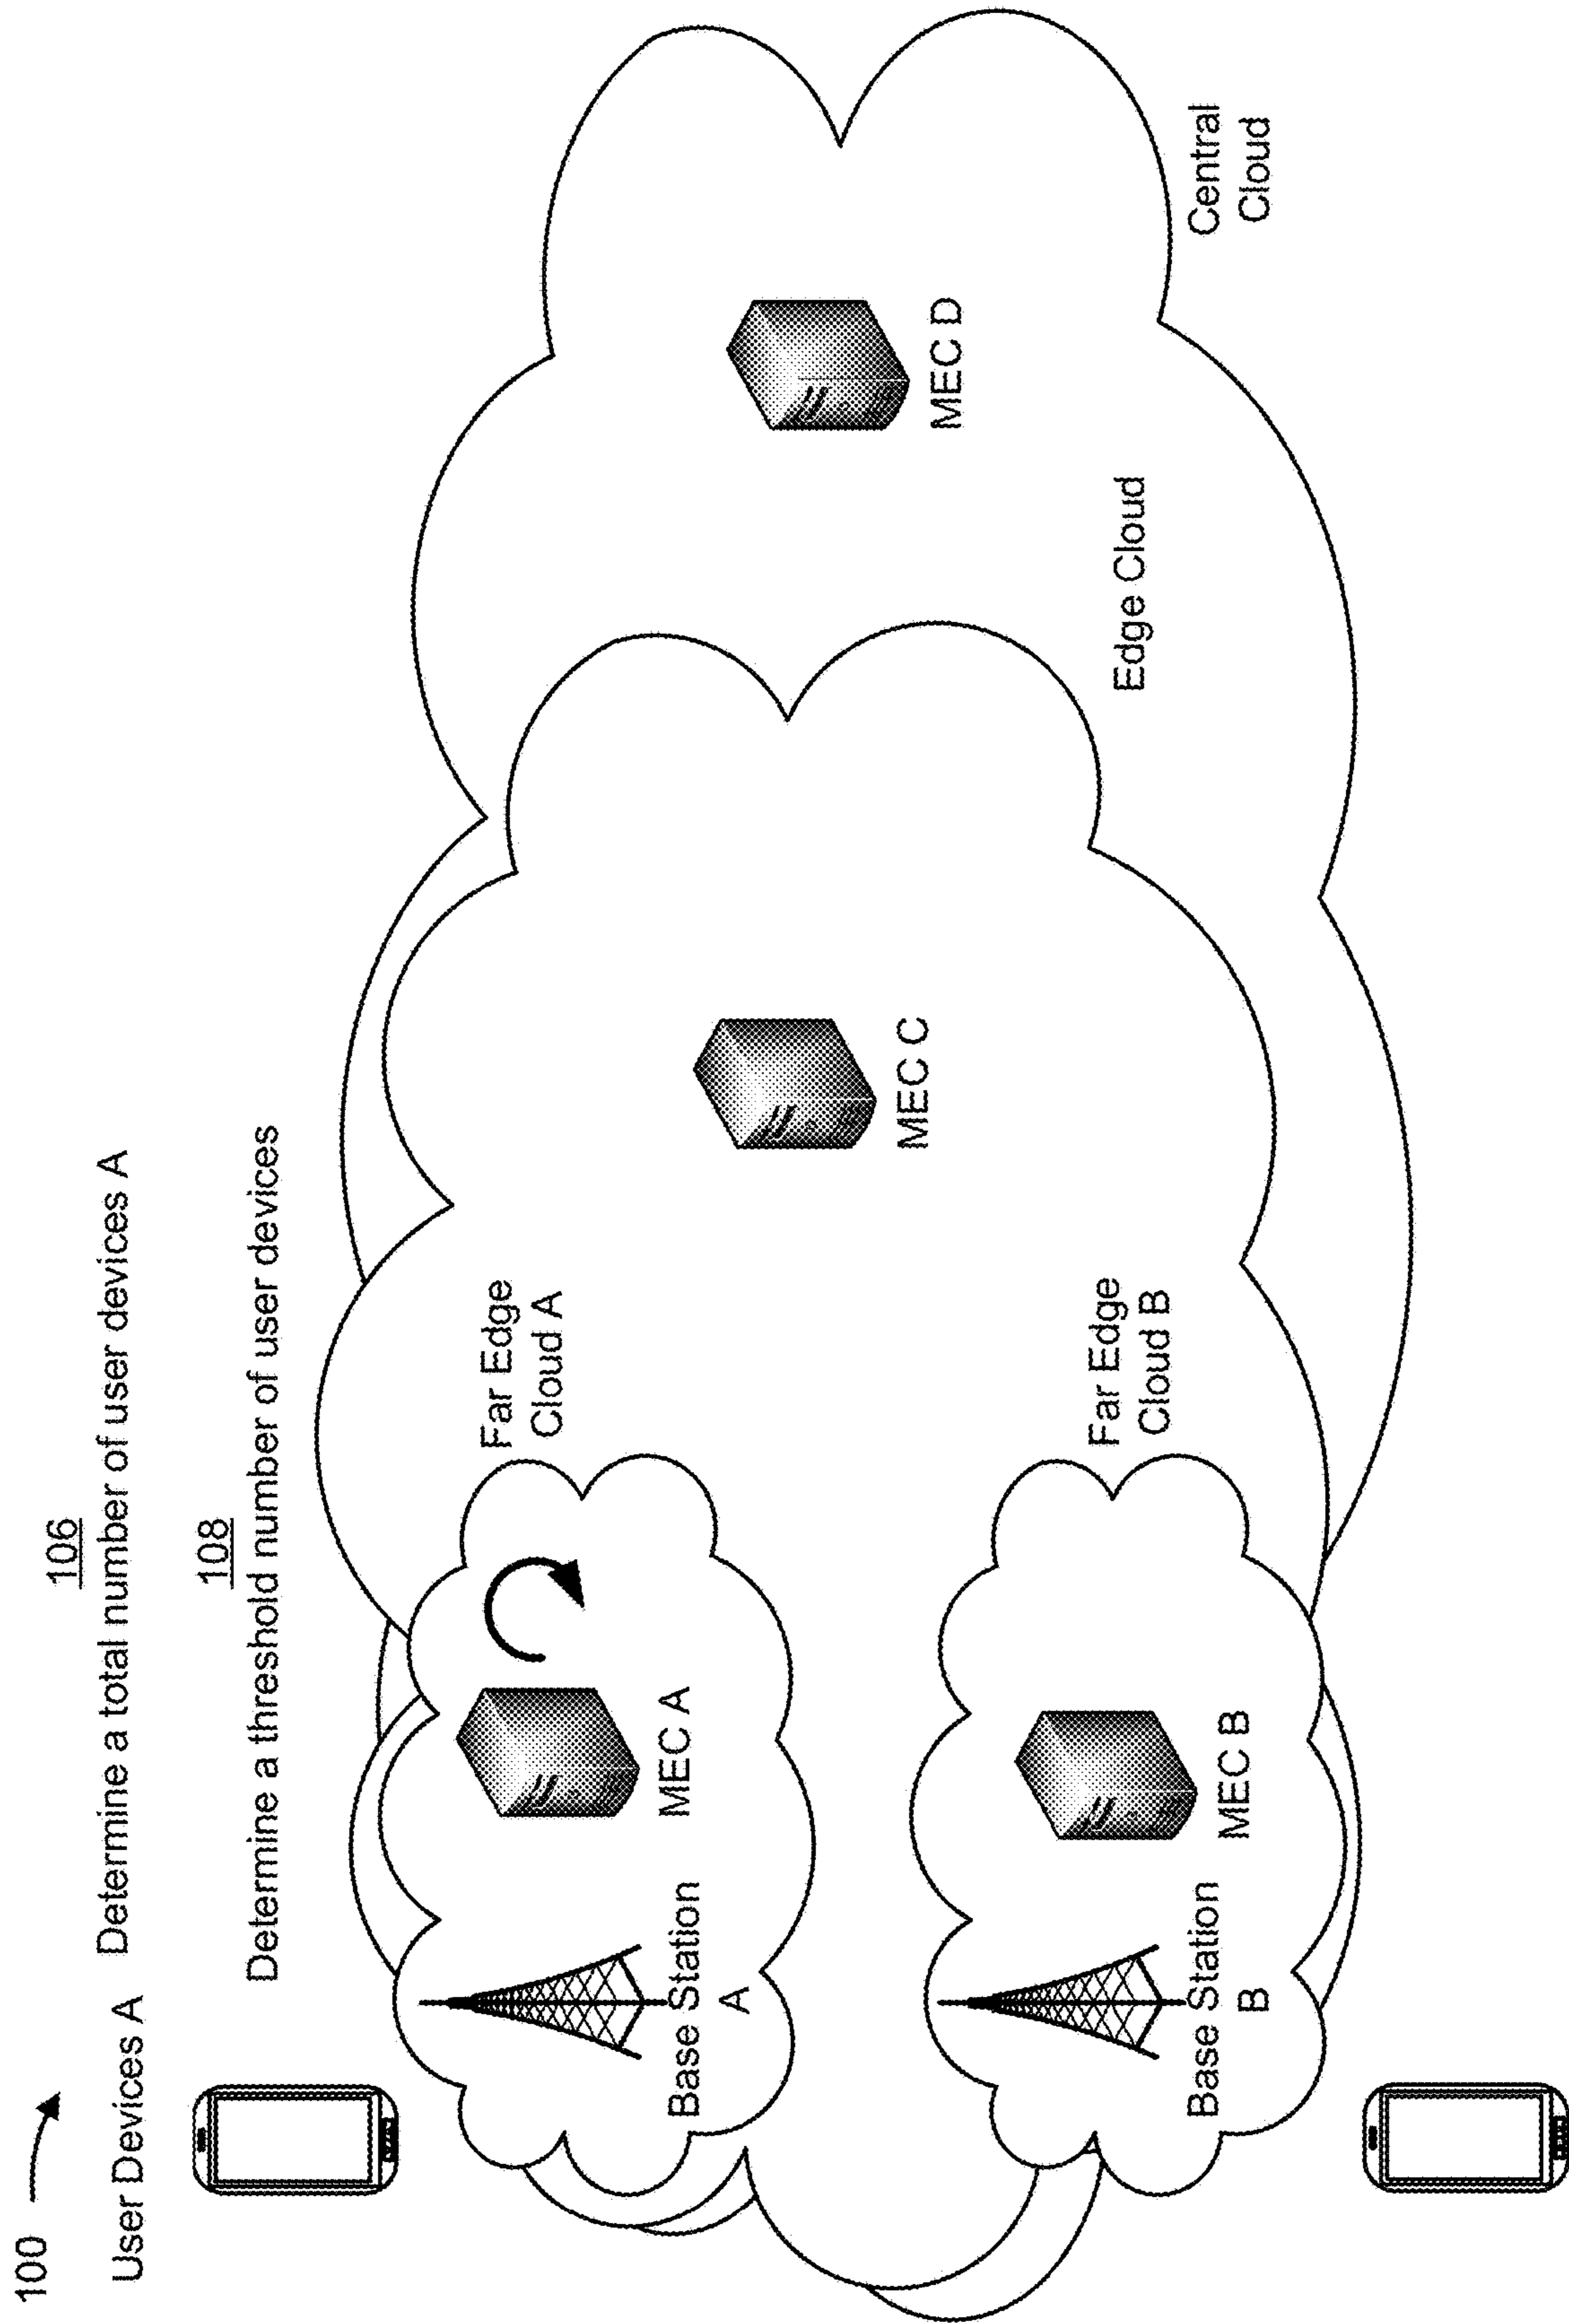 100
User Devices A
106
Determine a total number of user devices A
108
Determine a threshold number of user devices
Far Edge
Cloud A
MEC A
Base Station
A
MEC C
MEC D
Edge Cloud
Central
Cloud
Far Edge
Cloud B
MEC B
Base Station
B